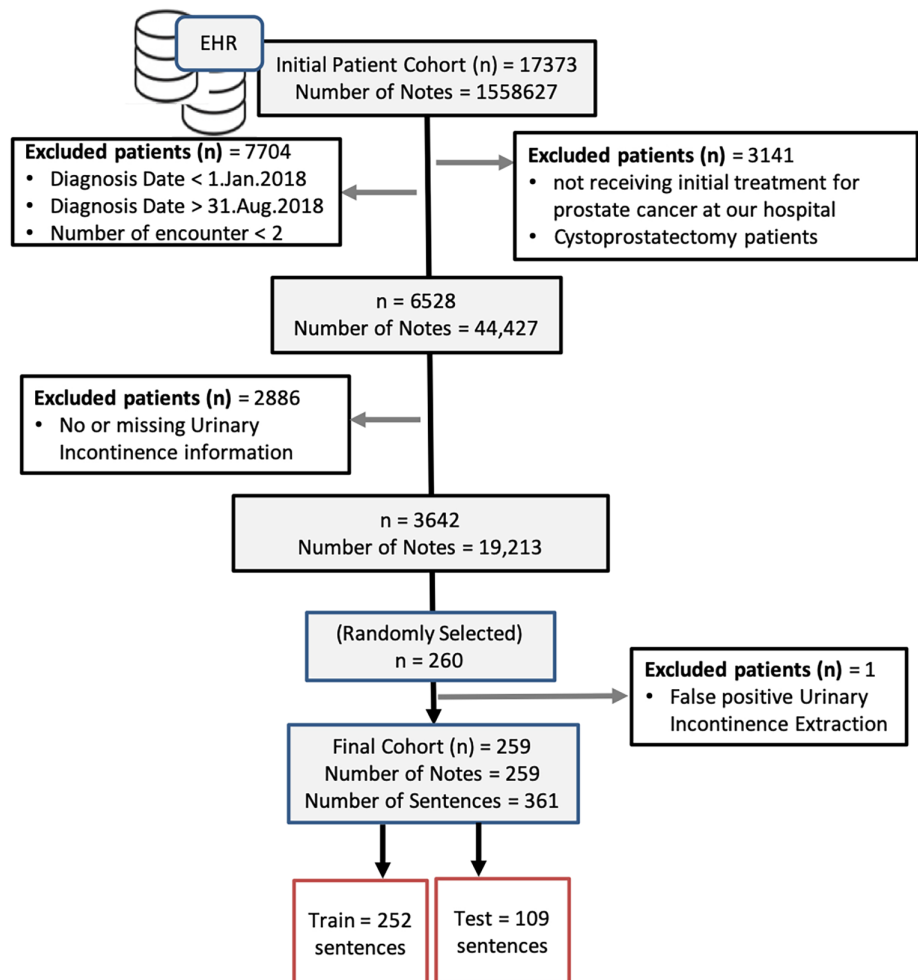 EHR
Initial Patient Cohort (n) = 17373
Number of Notes = 1558627
Excluded patients (n) = 7704
• Diagnosis Date < 1.Jan.2018
• Diagnosis Date > 31.Aug.2018
• Number of encounter < 2
Excluded patients (n) = 3141
• not receiving initial treatment for
prostate cancer at our hospital
• Cystoprostatectomy patients
n = 6528
Number of Notes = 44,427
Excluded patients (n) = 2886
• No or missing Urinary
Incontinence information
n = 3642
Number of Notes = 19,213
(Randomly Selected)
n = 260
Excluded patients (n) = 1
• False positive Urinary
Incontinence Extraction
Final Cohort (n) = 259
Number of Notes = 259
Number of Sentences = 361
Train = 252
sentences
Test = 109
sentences